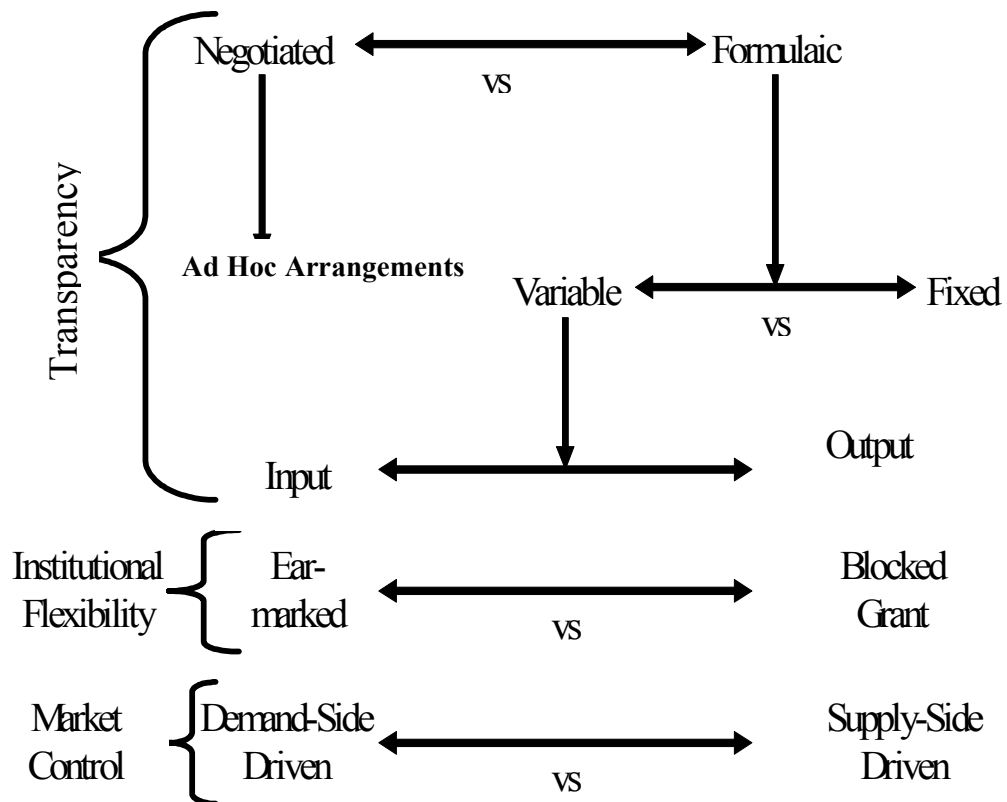 Negotiated
vs
Formulaic
Transparency
Ad Hoc Arrangements
Variable
vs
Fixed
Input
Output
Institutional
Flexibility
Ear-
marked
vs
Blocked
Grant
Market
Control
Demand-Side
Driven
vs
Supply-Side
Driven